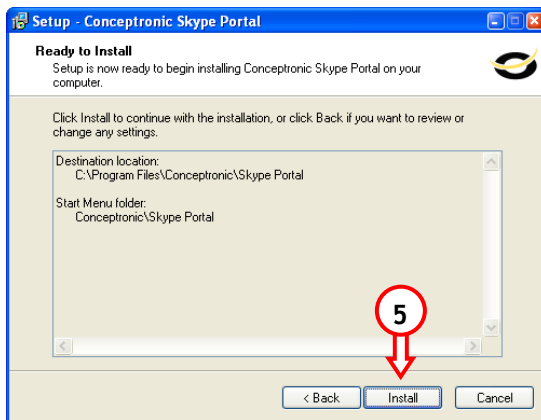 Setup - Conceptronic Skype Portal
Ready to Install
Setup is now ready to begin installing Conceptronic Skype Portal on your
computer.
Click Install to continue with the installation, or click Back if you want to review or
change any settings.
Destination location:
C:\Program Files\Conceptronic\Skype Portal
Start Menu folder:
Conceptronic\Skype Portal
5
< Back Install Cancel